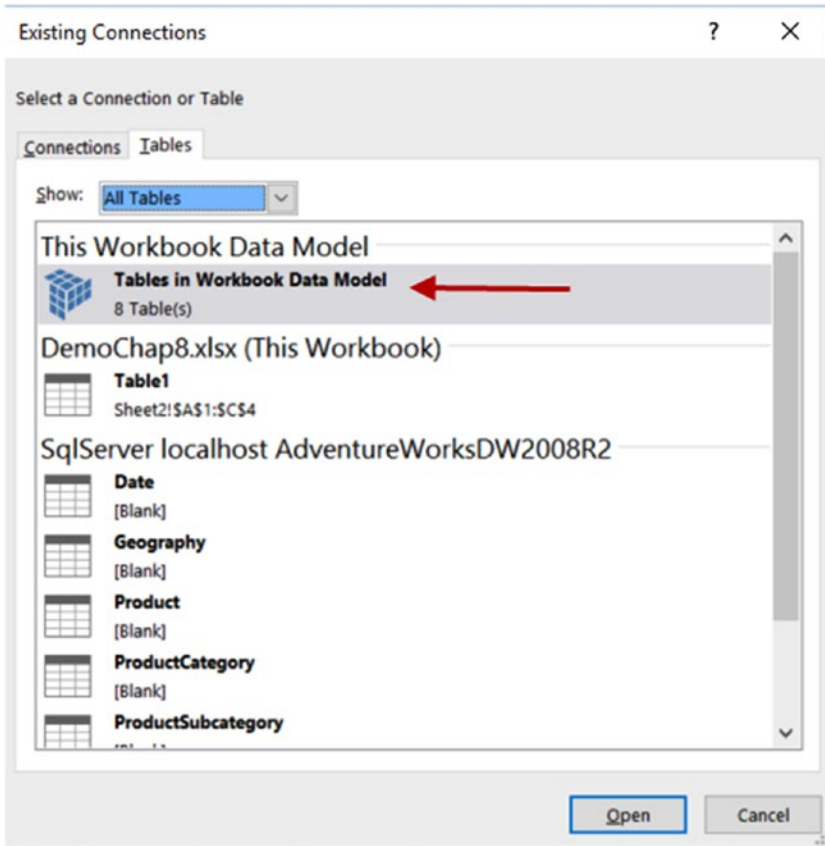 Existing Connections ?
Select a Connection or Table
Connections Tables
Show: All Tables
This Workbook Data Model
Tables in Workbook Data Model
8 Table(s)
DemoChap8.xlsx (This Workbook)
Table1
Sheet2!$A$1:$C$4
SqlServer localhost AdventureWorksDW2008R2
Date
[Blank]
Geography
[Blank]
Product
[Blank]
ProductCategory
[Blank]
ProductSubcategory
Open Cancel